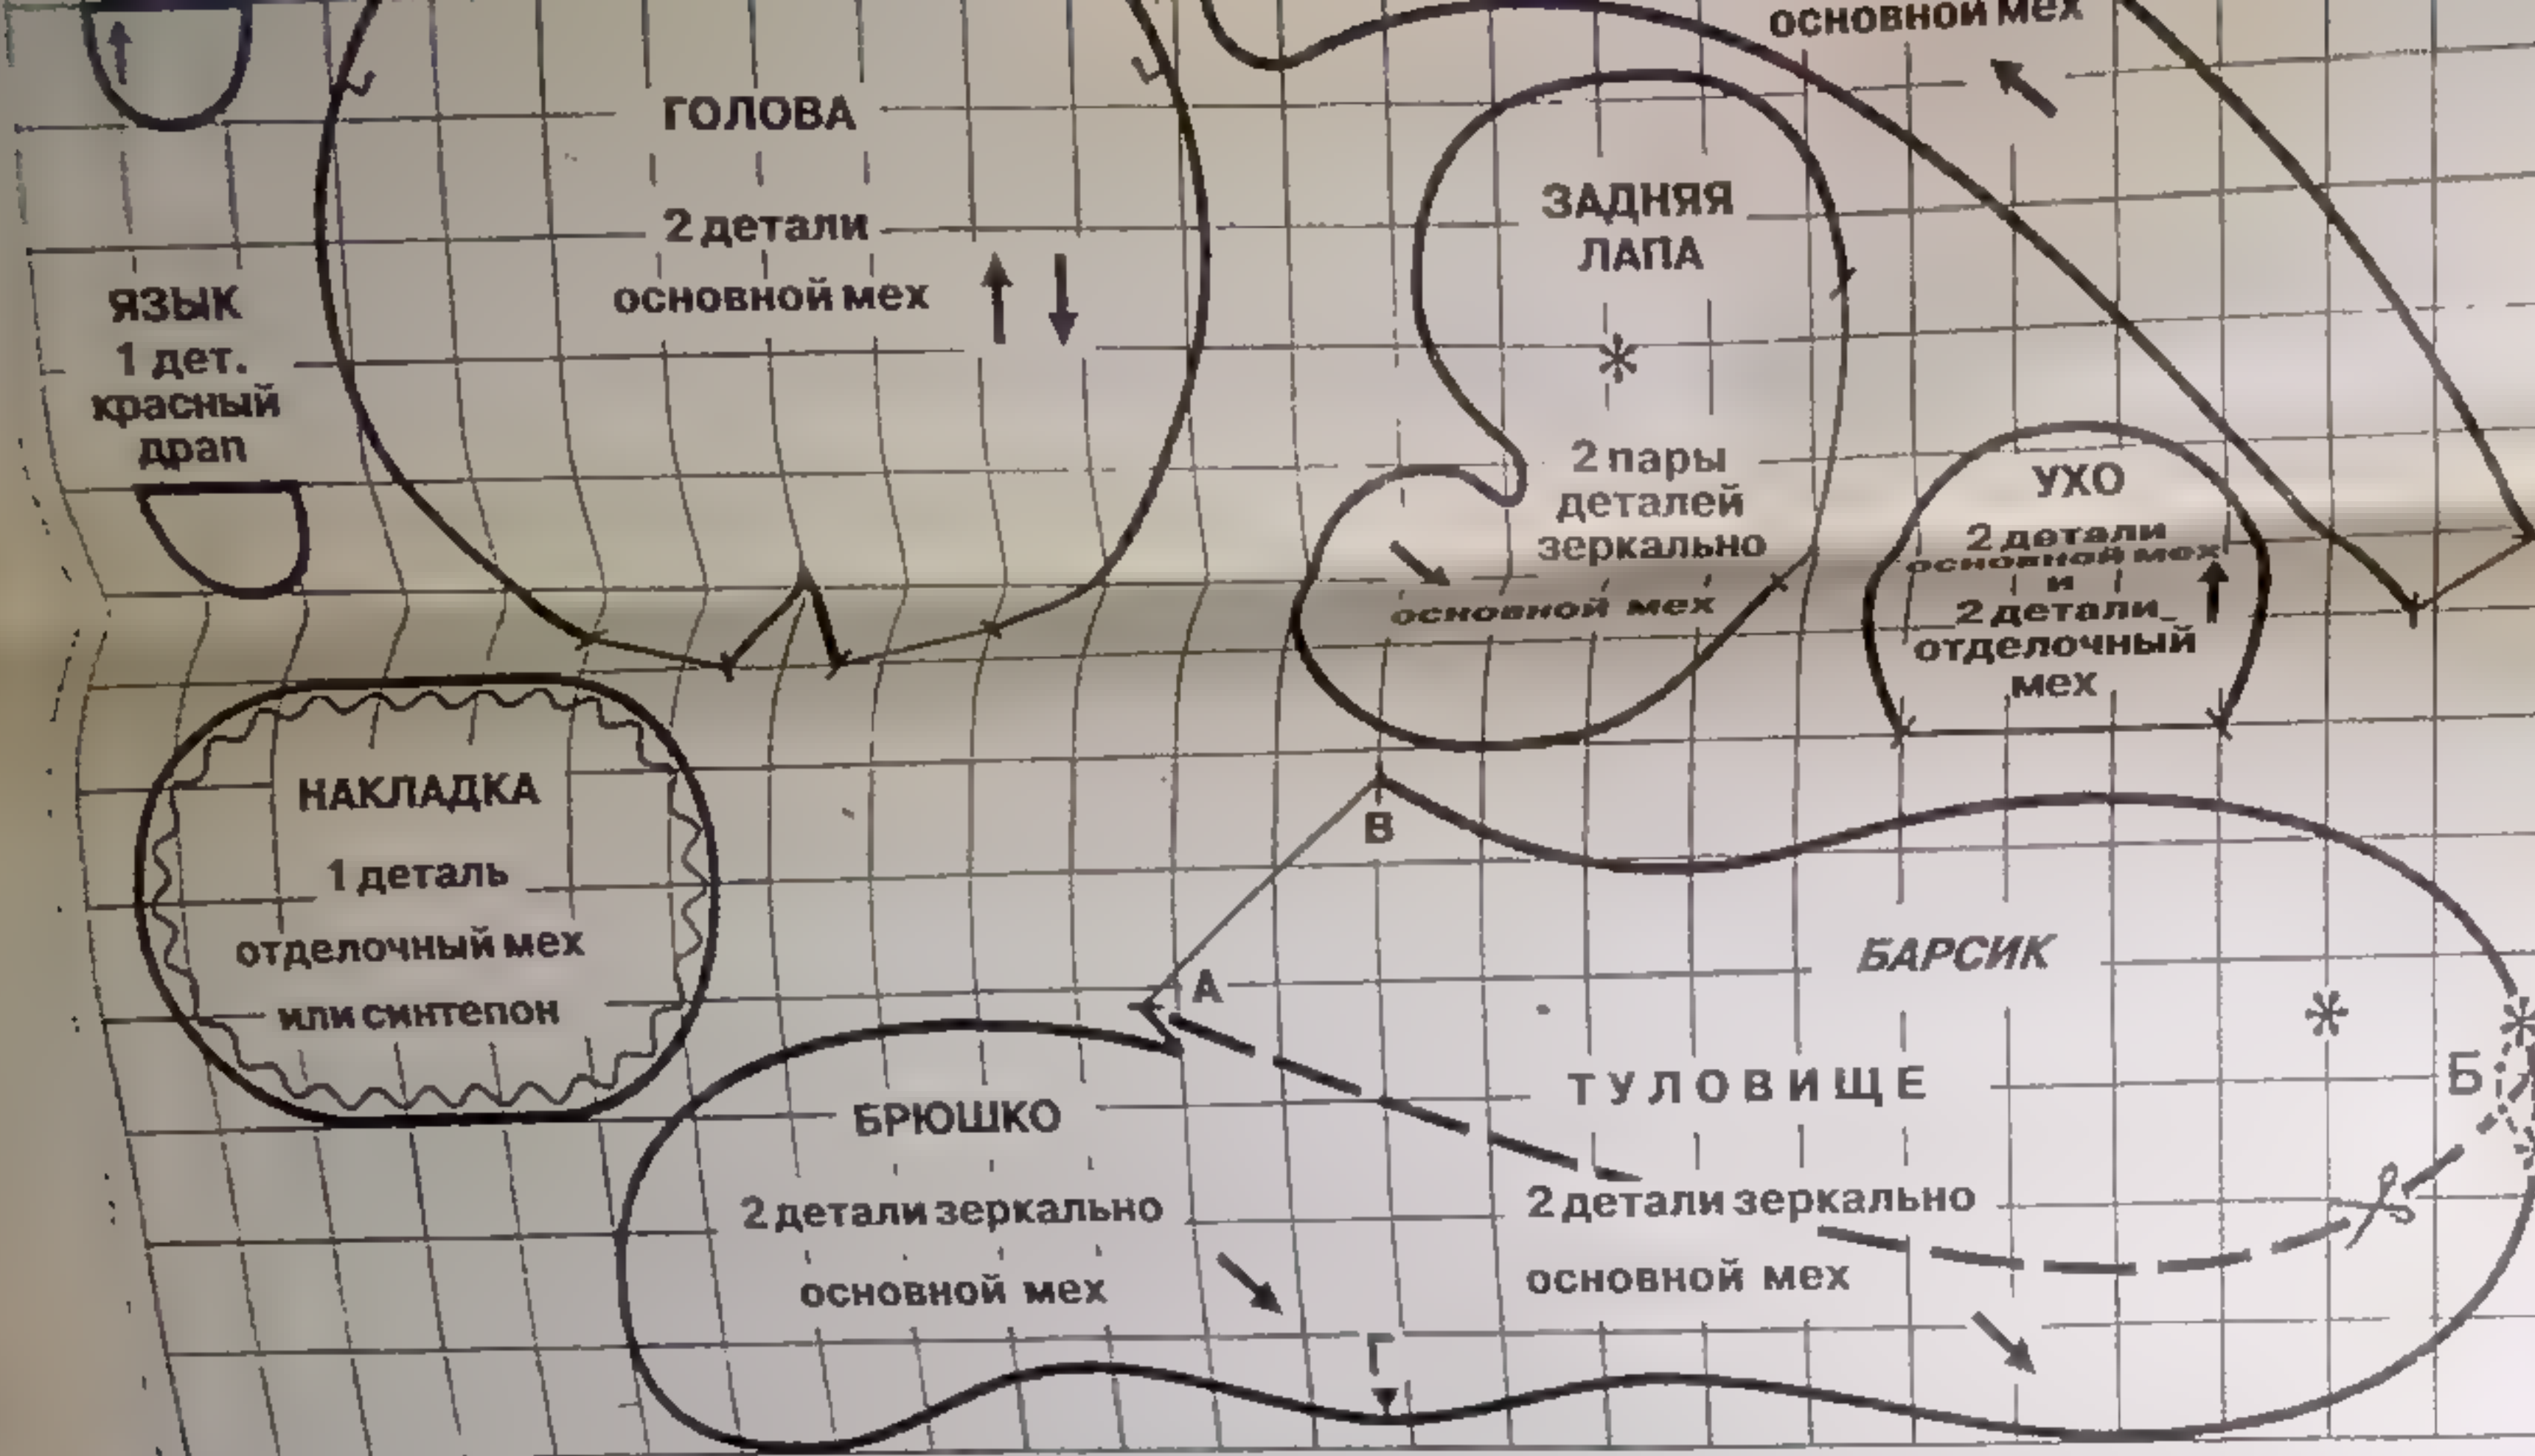 основной мех
ГОЛОВА
2 детали
основной мех
ЯЗЫК
1 дет.
красный
драп
ЗАДНЯЯ
ЛАПА
2 пары
деталей
зеркально
основной мех
УХО
2 детали
основной мех
и
2 детали
отделочный
мех
НАКЛАДКА
1 деталь
отделочный мех
или синтепон
В
А
БАРСИК
Б
ТУЛОВИЩЕ
2 детали зеркально
основной мех
БРЮШКО
2 детали зеркально
основной мех
Г